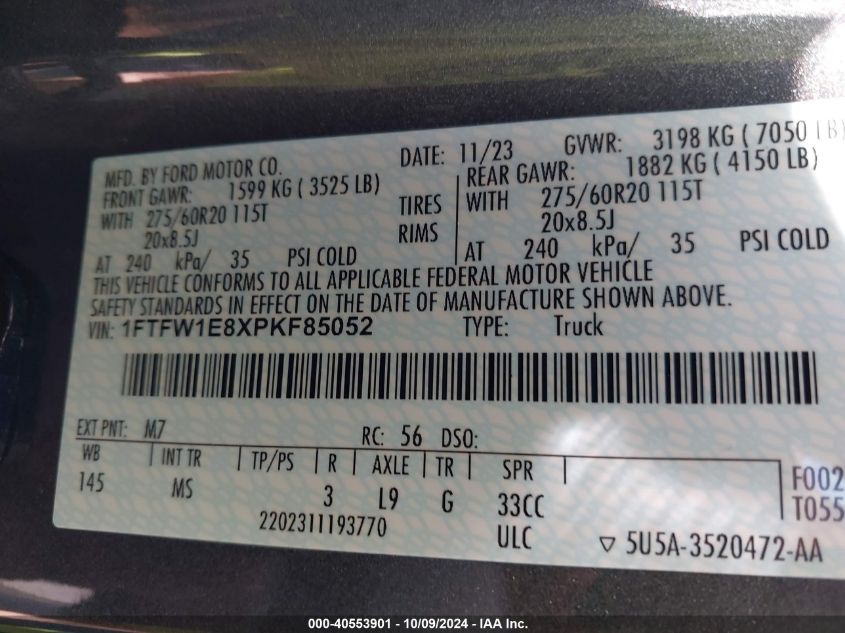 MFD. BY FORD MOTOR CO. DATE: 11/23 GVWR: 3198 KG ( 7050 LB)
FRONT GAWR: 1599 KG ( 3525 LB) REAR GAWR: 1882 KG ( 4150 LB)
WITH 275/60R20 115T TIRES WITH 275/60R20 115T
20x8.5J RIMS 20x8.5J
AT 240 kPa/ 35 PSI COLD AT 240 kPa/ 35 PSI COLD
THIS VEHICLE CONFORMS TO ALL APPLICABLE FEDERAL MOTOR VEHICLE
SAFETY STANDARDS IN EFFECT ON THE DATE OF MANUFACTURE SHOWN ABOVE.
VIN: 1FTFW1E8XPKF85052 TYPE: Truck
EXT PNT: M7 RC: 56 DSO:
WB INT TR TP/PS R AXLE TR SPR
145 MS 3 L9 G 33CC
F002
T055
2202311193770 ULC ▽ 5U5A-3520472-AA
000-40553901 - 10/09/2024 - IAA Inc.